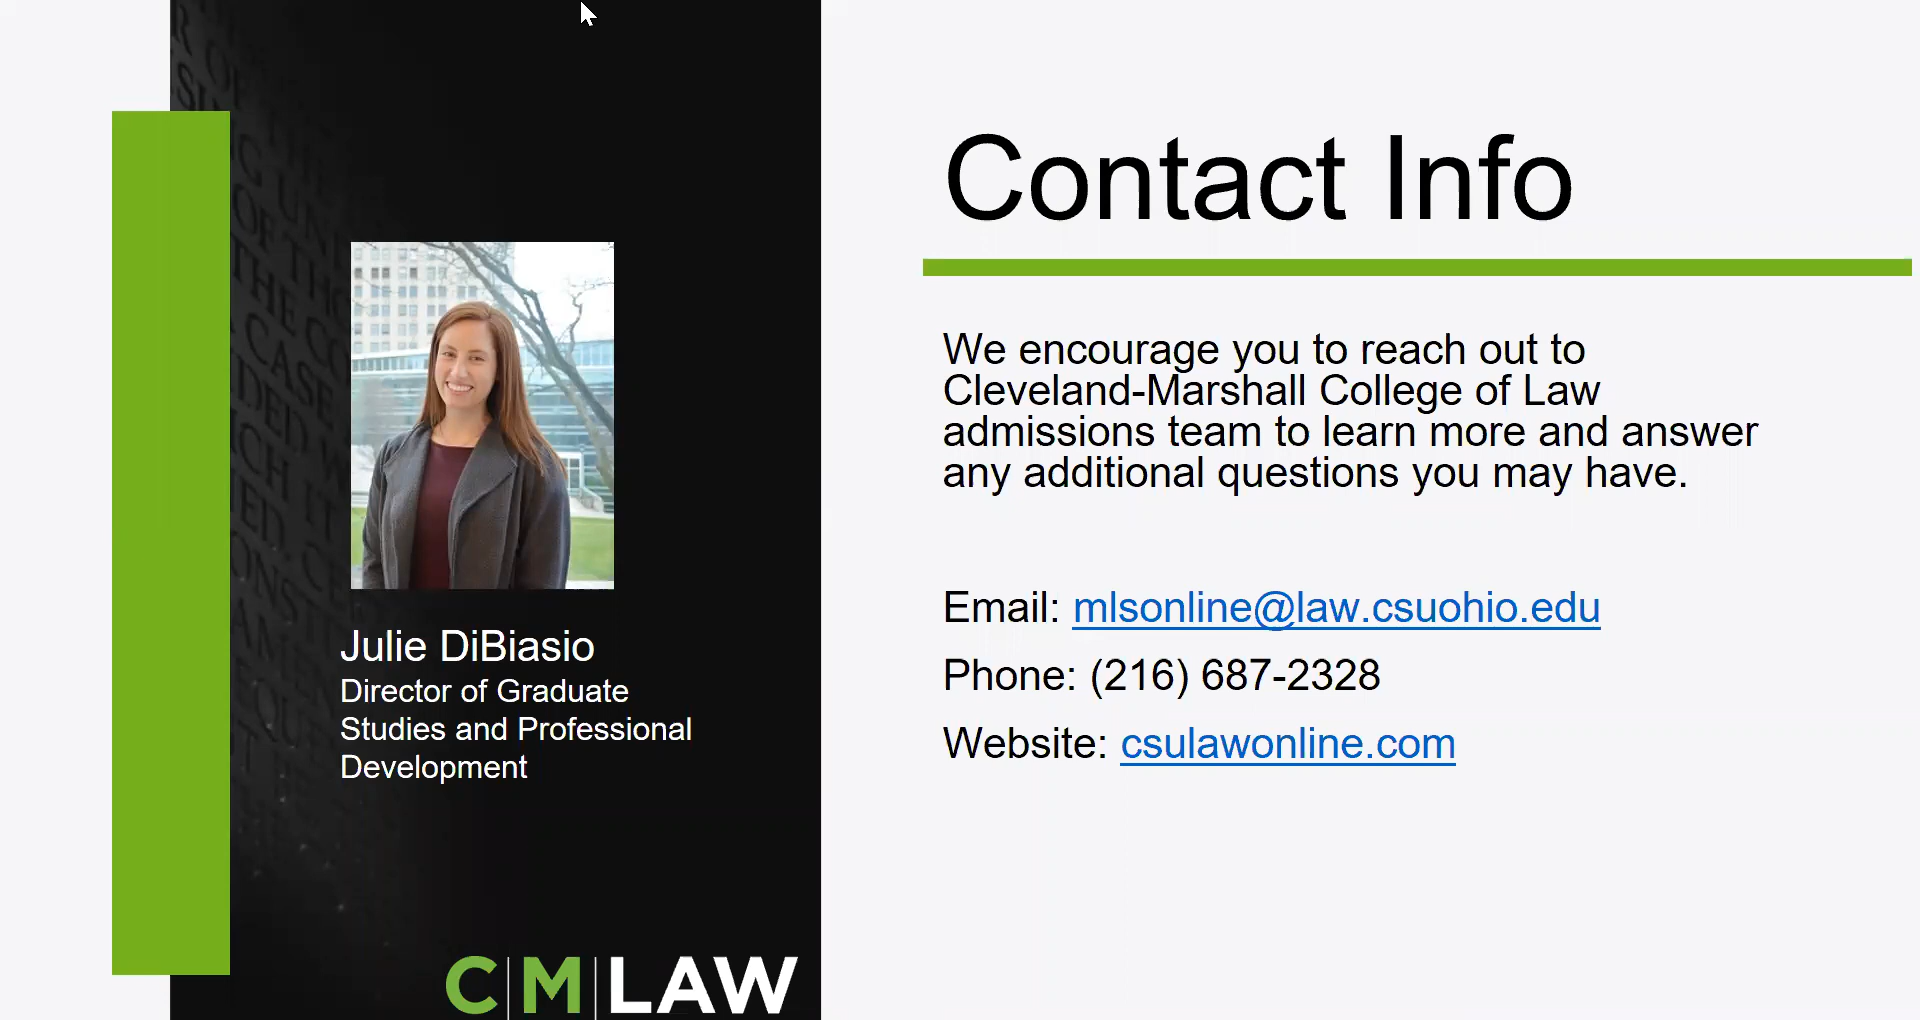 Contact Info
We encourage you to reach out to
Cleveland-Marshall College of Law
admissions team to learn more and answer
any additional questions you may have.
Email: mlsonline@law.csuohio.edu
Phone: (216) 687-2328
Website: csulawonline.com
Julie DiBiasio
Director of Graduate
Studies and Professional
Development
C|M|LAW